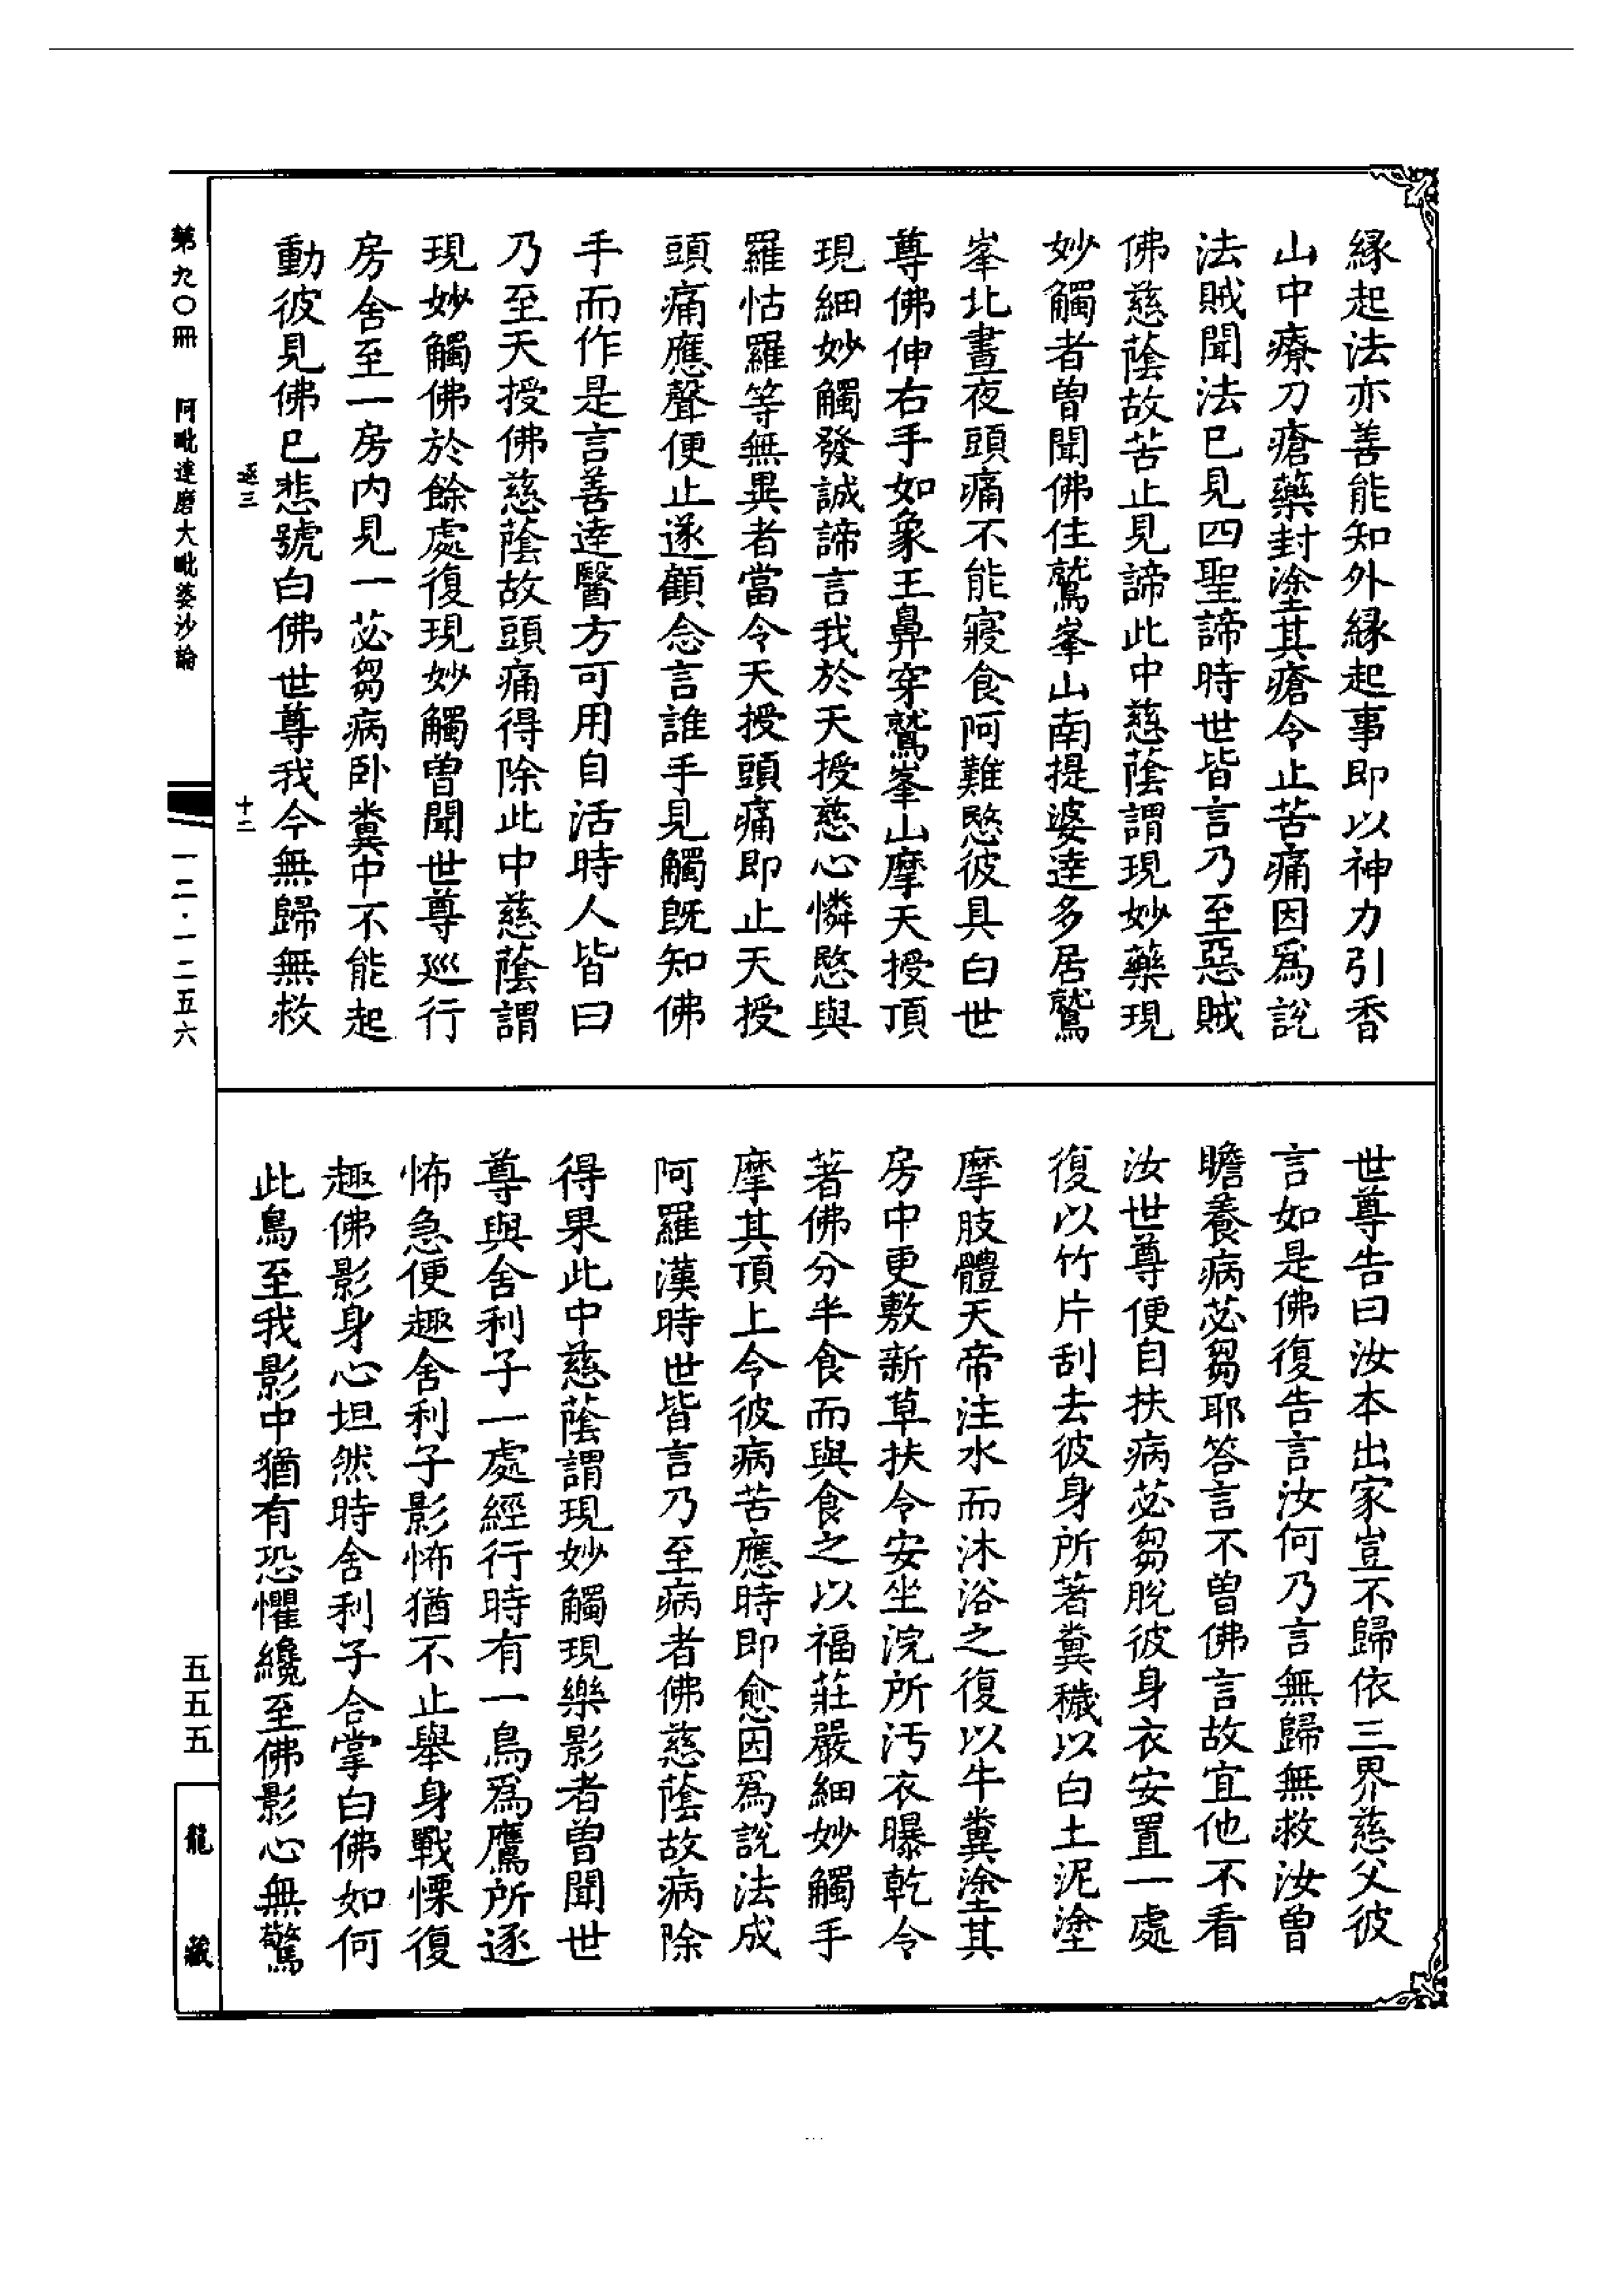 緣起法亦善能知外緣起事即以神力引香
山中療刀瘡藥封塗其瘡令止苦痛因爲說
法賊聞法已見四聖諦時世皆言乃至惡賊
佛慈蔭故苦止見諦此中慈蔭謂現妙藥現
妙觸者曾聞佛住鷲峯山南提婆達多居鷲
峯北晝夜頭痛不能寢食阿難愍彼具白世
尊佛伸右手如象王鼻穿鷲峯山摩天授頂
現細妙觸發誠諦言我於天授慈心憐愍與
羅怙羅等無異者當令天授頭痛即止天授
頭痛應聲便止遂顧念言誰手見觸旣知佛
手而作是言善達醫方可用自活時人皆曰
乃至天授佛慈蔭故頭痛得除此中慈蔭謂
現妙觸佛於餘處復現妙觸曾聞世尊巡行
房舍至一房內見一苾芻病卧糞中不能起
動彼見佛已悲號白佛世尊我今無歸無救
世尊告曰汝本出家豈不歸依三界慈父彼
言如是佛復告言汝何乃言無歸無救汝曾
瞻養病苾芻耶答言不曾佛言故宜他不看
汝世尊便自扶病苾芻脫彼身衣安置一處
復以竹片刮去彼身所著糞穢以白土泥塗
摩肢體天帝注水而沐浴之復以牛糞塗其
房中更敷新草扶令安坐浣所汚衣曝乾令
著佛分半食而與食之以福莊嚴細妙觸手
摩其頂上令彼病苦應時即愈因爲說法成
阿羅漢時世皆言乃至病者佛慈蔭故病除
得果此中慈蔭謂現妙觸現樂影者曾聞世
尊與舍利子一處經行時有一鳥爲鷹所逐
怖急便趣舍利子影怖猶不止舉身戰慄復
趣佛影身心坦然時舍利子合掌白佛如何
此鳥至我影中猶有恐懼纔至佛影心無驚
逐三
十二
第九〇冊 阿毗達磨大毗婆沙論
一二·一二五六
五五五
龍藏